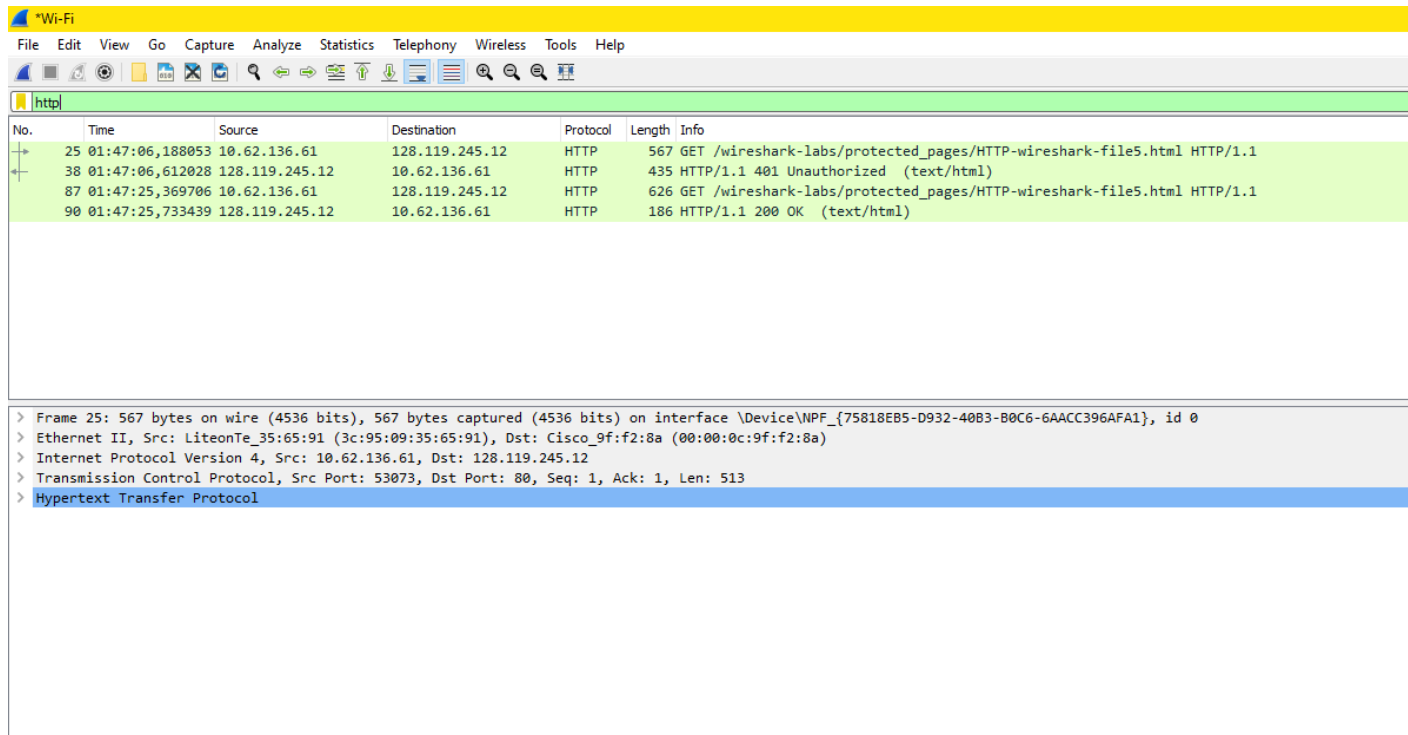 *Wi-Fi
File Edit View Go Capture Analyze Statistics Telephony Wireless Tools Help
http
No. Time Source Destination Protocol Length Info
25 01:47:06,188053 10.62.136.61 128.119.245.12 HTTP 567 GET /wireshark-labs/protected_pages/HTTP-wireshark-file5.html HTTP/1.1
38 01:47:06,612028 128.119.245.12 10.62.136.61 HTTP 435 HTTP/1.1 401 Unauthorized (text/html)
87 01:47:25,369706 10.62.136.61 128.119.245.12 HTTP 626 GET /wireshark-labs/protected_pages/HTTP-wireshark-file5.html HTTP/1.1
90 01:47:25,733439 128.119.245.12 10.62.136.61 HTTP 186 HTTP/1.1 200 OK (text/html)
> Frame 25: 567 bytes on wire (4536 bits), 567 bytes captured (4536 bits) on interface \Device\NPF_{75818EB5-D932-40B3-B0C6-6AACC396AFA1}, id 0
> Ethernet II, Src: LiteonTe_35:65:91 (3c:95:09:35:65:91), Dst: Cisco_9f:f2:8a (00:00:0c:9f:f2:8a)
> Internet Protocol Version 4, Src: 10.62.136.61, Dst: 128.119.245.12
> Transmission Control Protocol, Src Port: 53073, Dst Port: 80, Seq: 1, Ack: 1, Len: 513
> Hypertext Transfer Protocol